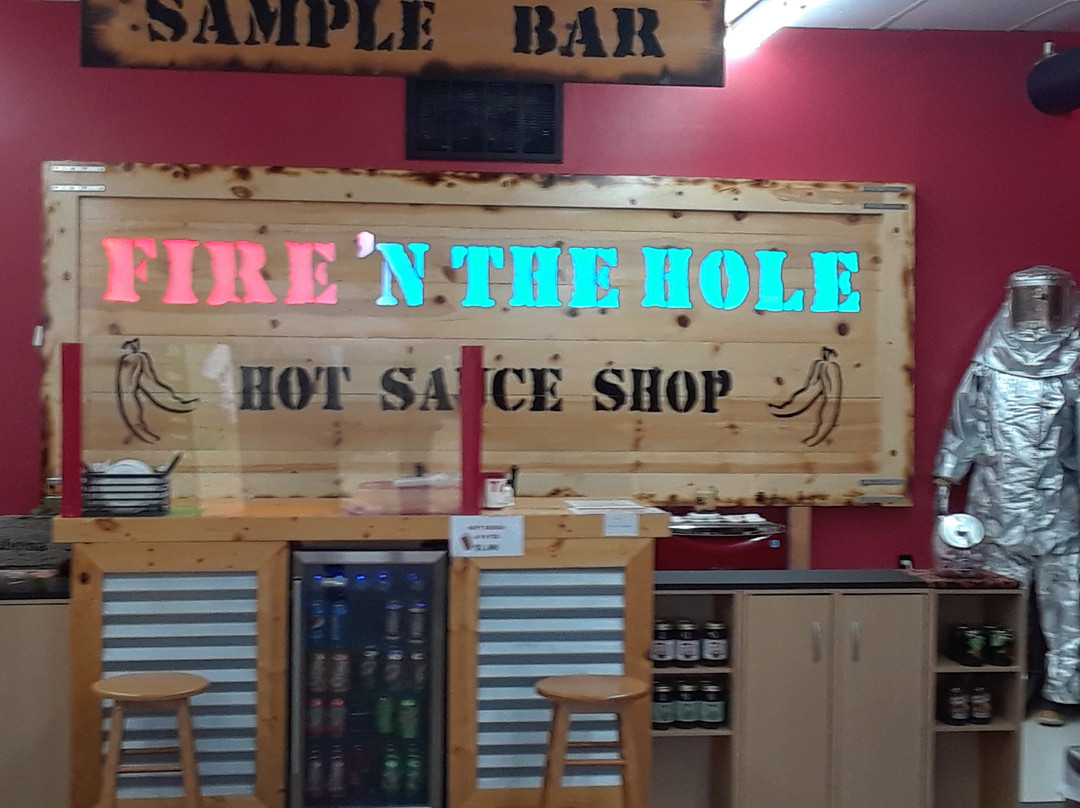 SAMPLE BAR
FIRE 'N THE HOLE
HOT SAUCE SHOP